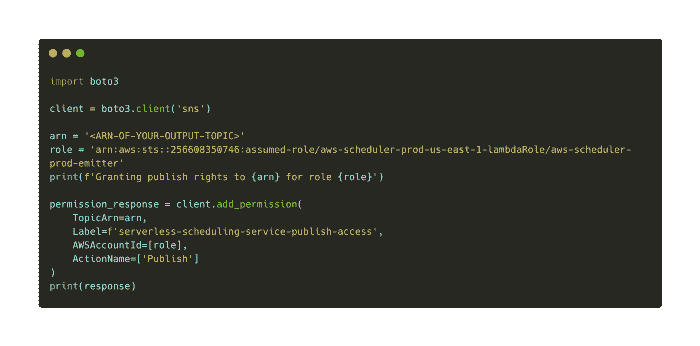 import boto3
client = boto3.client('sns')
arn = '<ARN-OF-YOUR-OUTPUT-TOPIC>'
role = 'arn:aws:sts::256608350746:assumed-role/aws-scheduler-prod-us-east-1-lambdaRole/aws-scheduler-
prod-emitter'
print(f'Granting publish rights to {arn} for role {role}')
permission_response = client.add_permission(
    TopicArn=arn,
    Label=f'serverless-scheduling-service-publish-access',
    AWSAccountId=[role],
    ActionName=['Publish']
)
print(response)